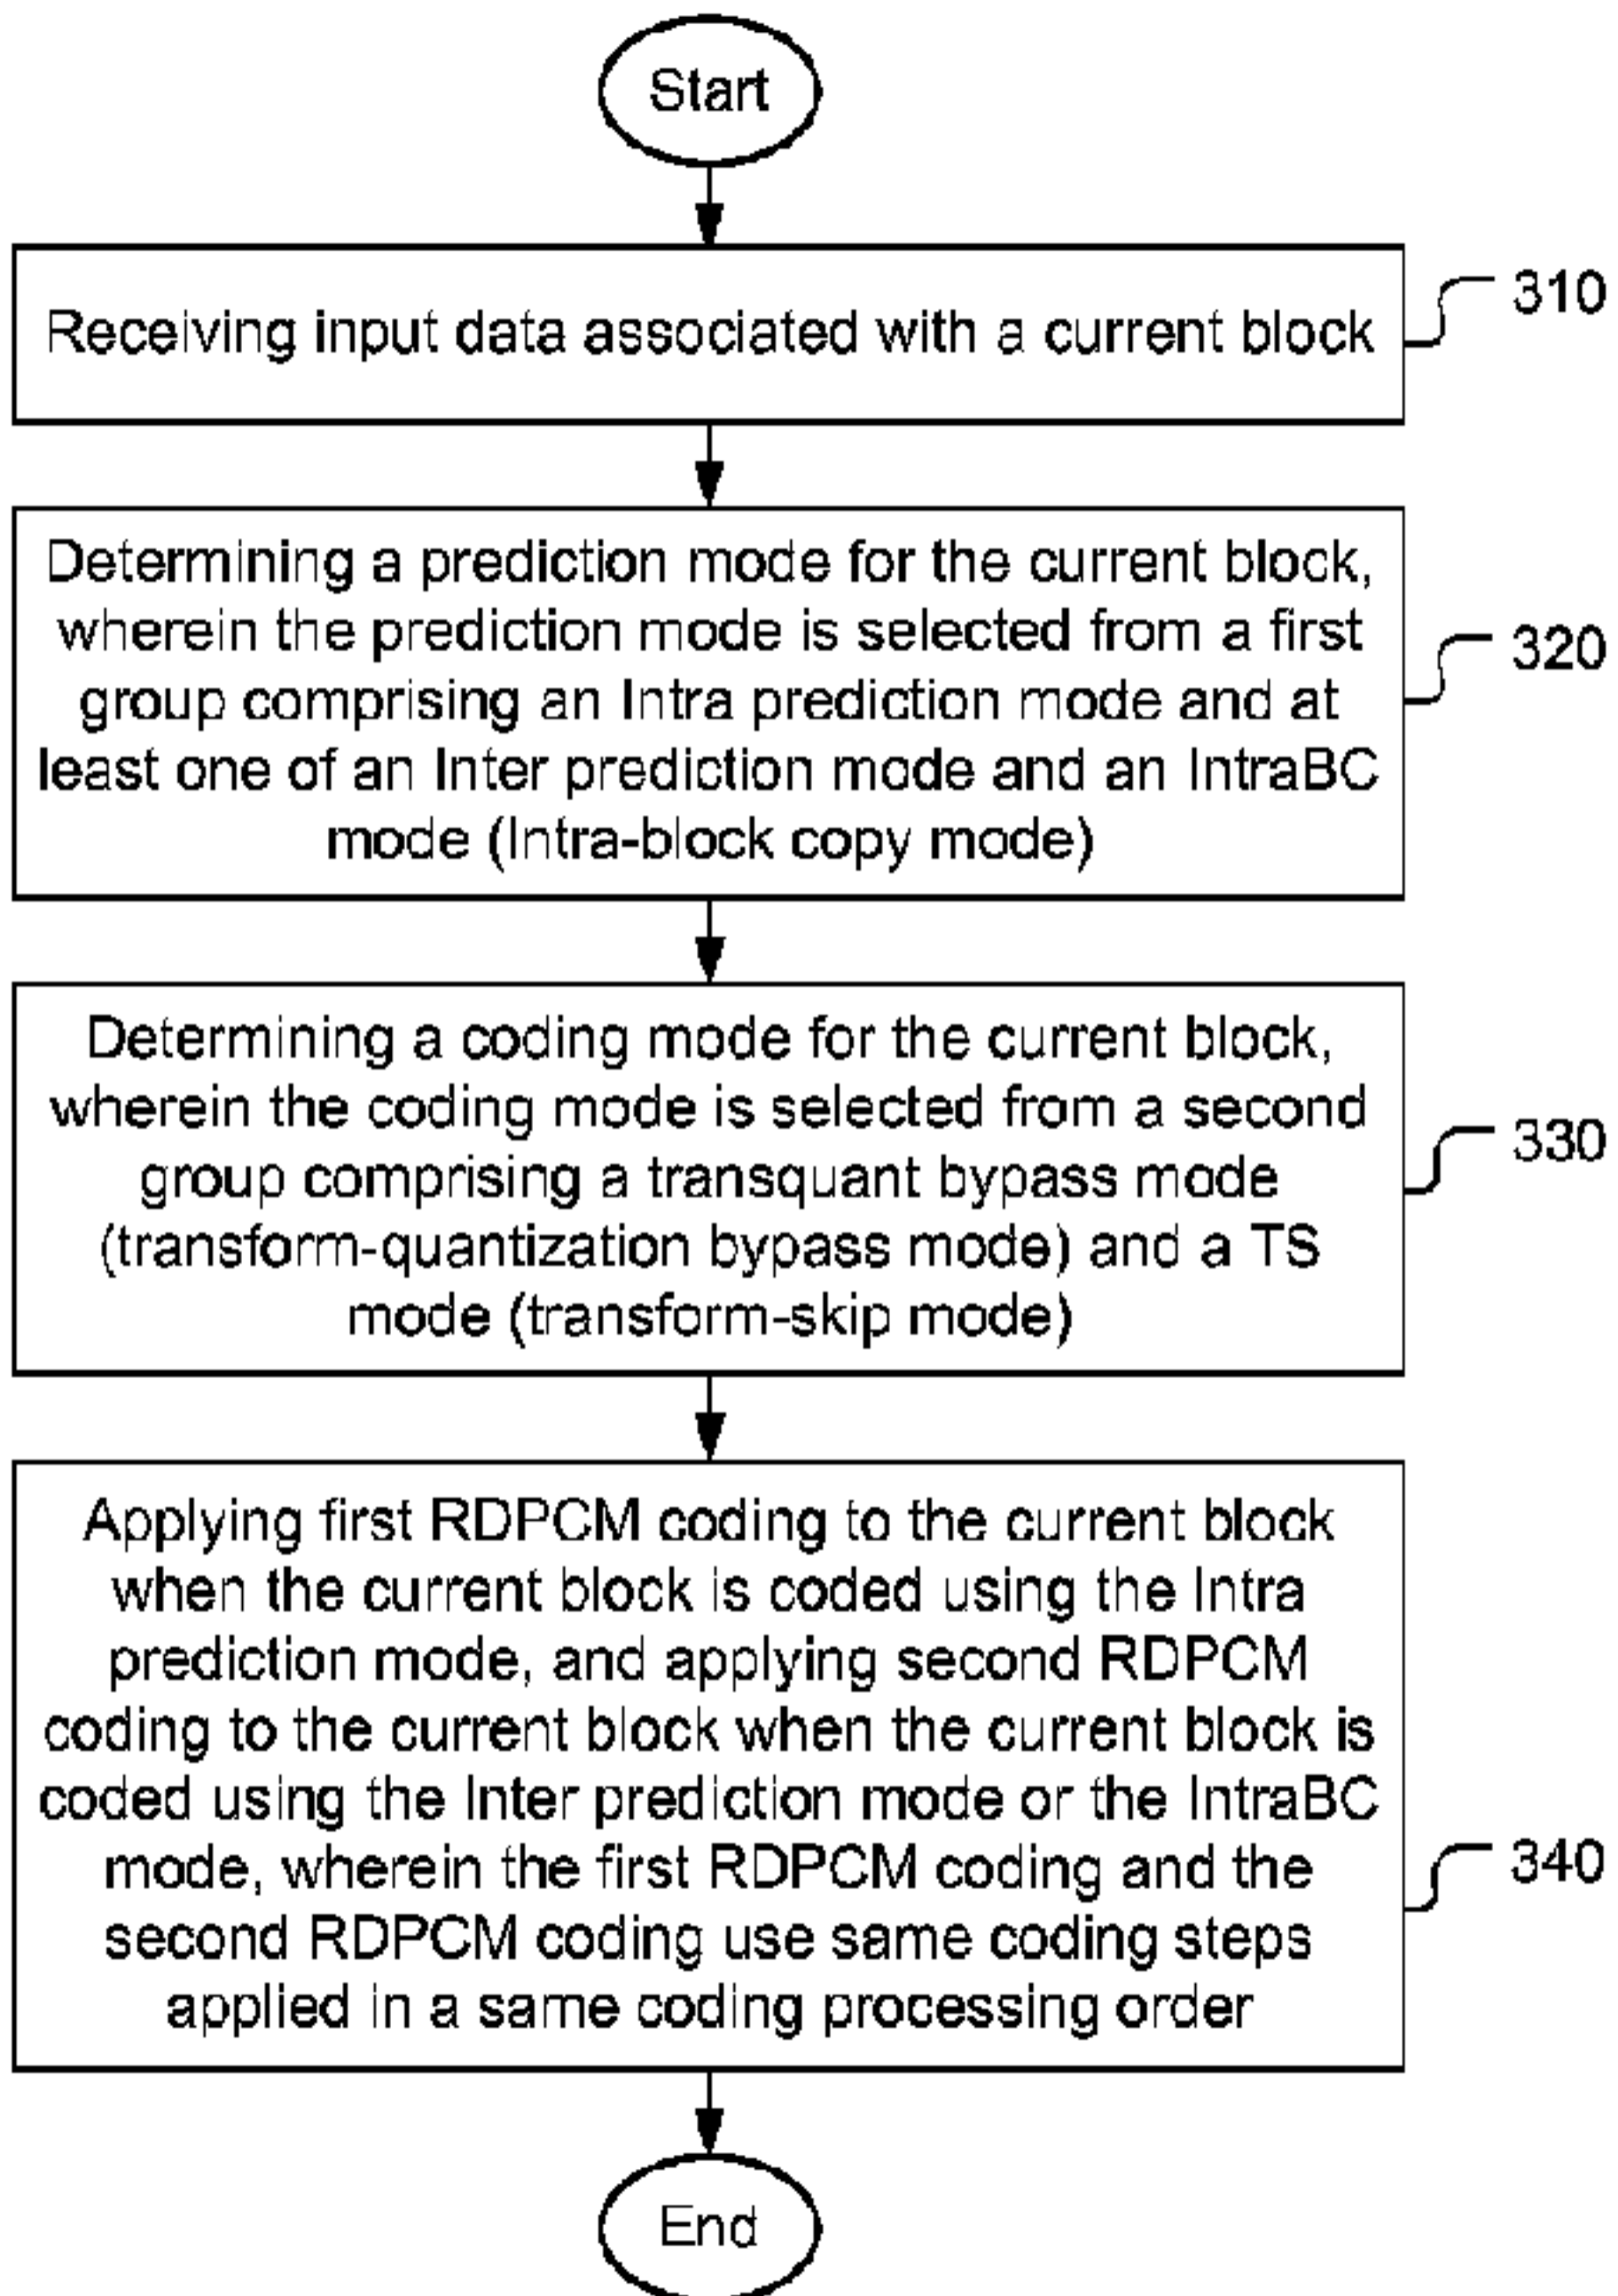 Start
Receiving input data associated with a current block
310
Determining a prediction mode for the current block,
wherein the prediction mode is selected from a first
group comprising an Intra prediction mode and at
least one of an Inter prediction mode and an IntraBC
mode (Intra-block copy mode)
320
Determining a coding mode for the current block,
wherein the coding mode is selected from a second
group comprising a transquant bypass mode
(transform-quantization bypass mode) and a TS
mode (transform-skip mode)
330
Applying first RDPCM coding to the current block
when the current block is coded using the Intra
prediction mode, and applying second RDPCM
coding to the current block when the current block is
coded using the Inter prediction mode or the IntraBC
mode, wherein the first RDPCM coding and the
second RDPCM coding use same coding steps
applied in a same coding processing order
340
End